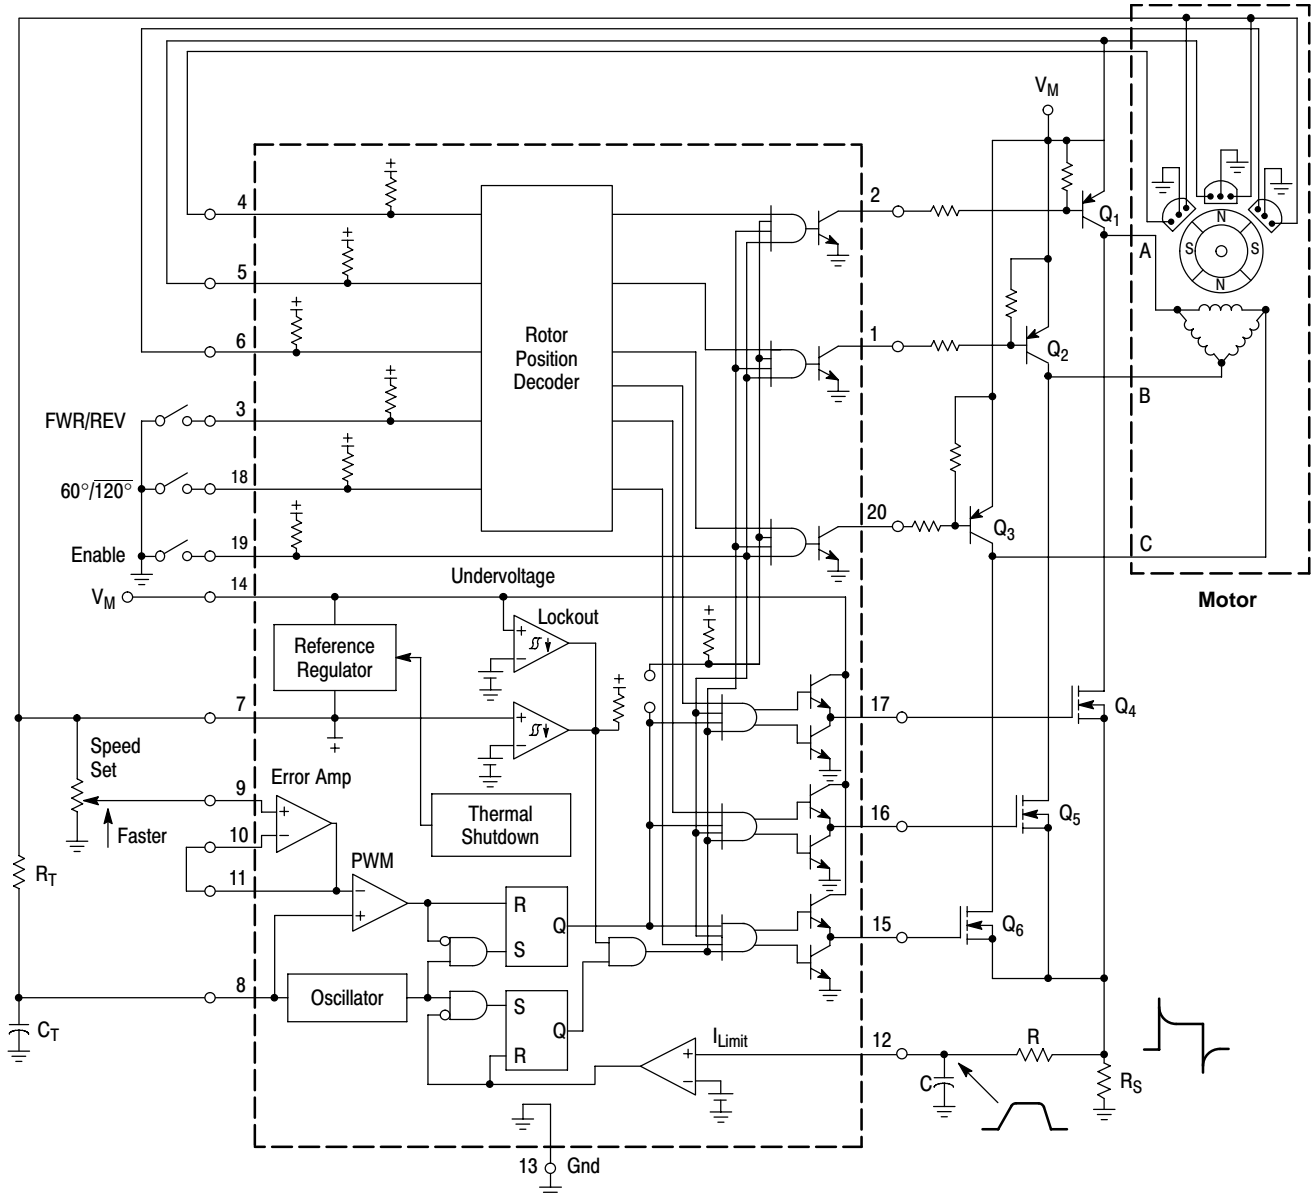 V_M
N
S
S
N
4
2
Q1
A
5
6
Rotor
Position
Decoder
1
Q2
B
FWR/REV
3
60°/120°
18
20
Q3
Enable
19
C
Motor
V_M
14
Undervoltage
Lockout
Reference
Regulator
7
17
Q4
Speed
Set
Error Amp
9
Faster
10
Thermal
Shutdown
16
Q5
R_T
11
PWM
R
Q
S
15
Q6
8
Oscillator
S
Q
R
C_T
I_Limit
12
R
C
R_S
13
Gnd